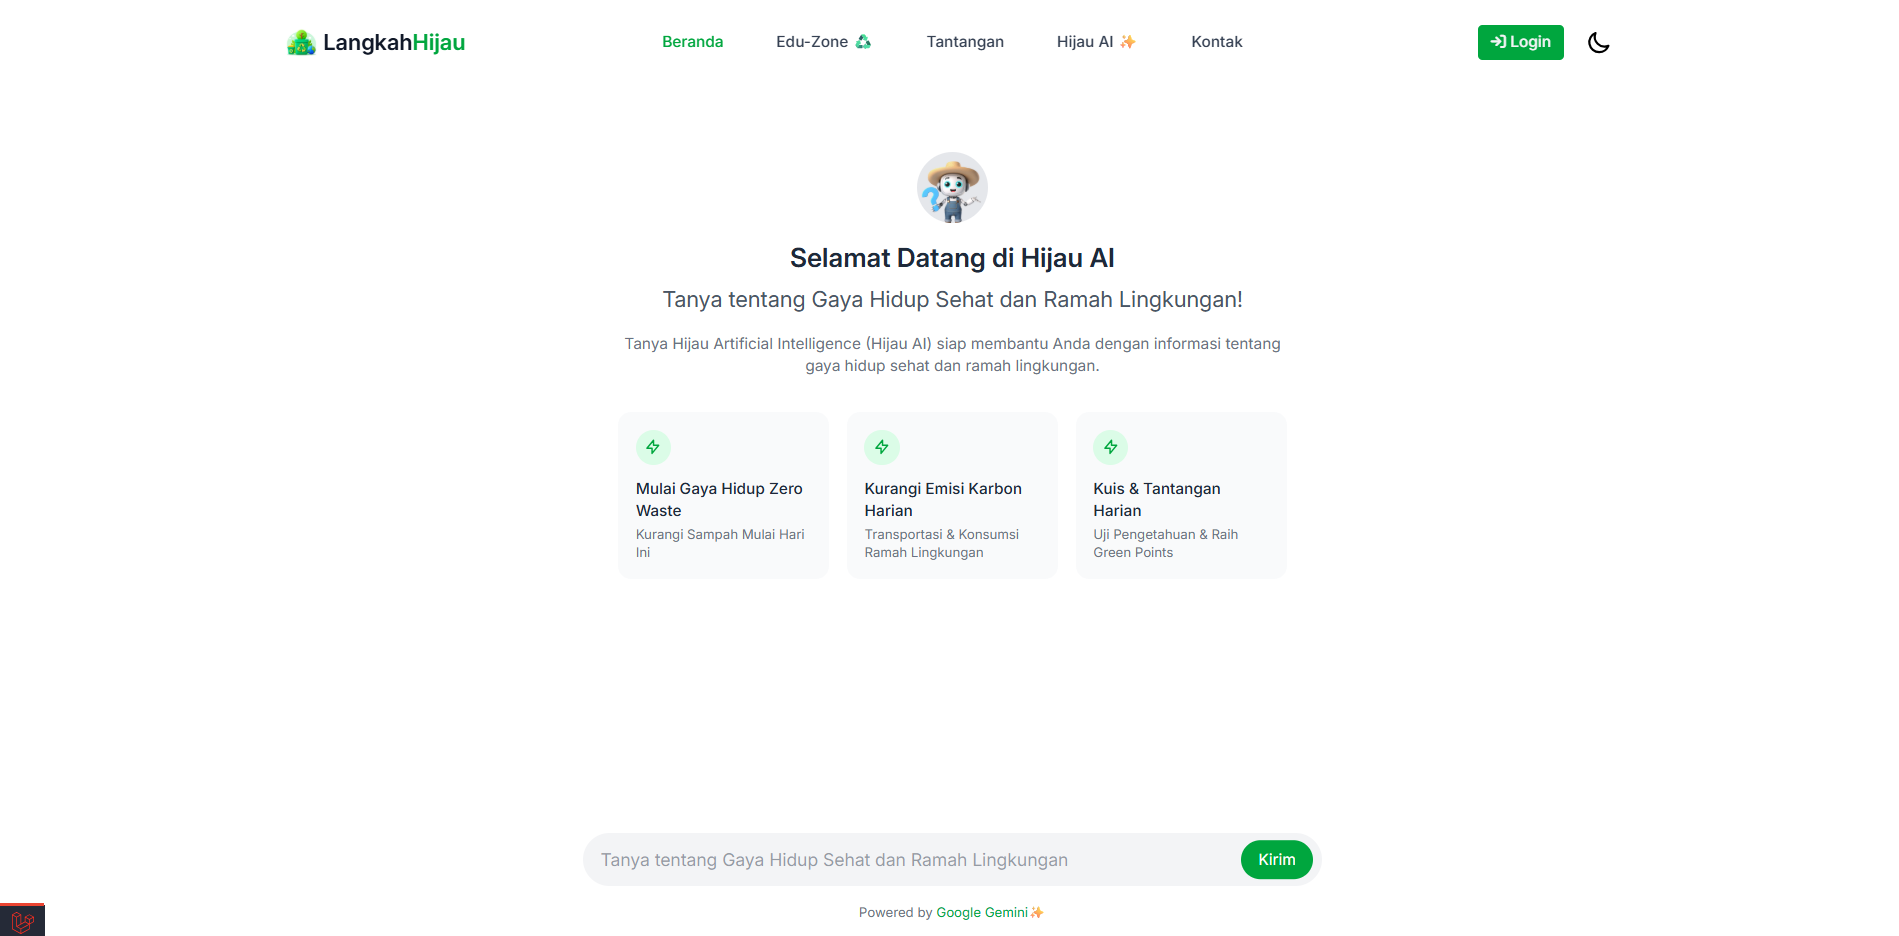 LangkahHijau
Beranda
Edu-Zone
Tantangan
Hijau AI ✨
Kontak
Login
Selamat Datang di Hijau AI
Tanya tentang Gaya Hidup Sehat dan Ramah Lingkungan!
Tanya Hijau Artificial Intelligence (Hijau AI) siap membantu Anda dengan informasi tentang
gaya hidup sehat dan ramah lingkungan.
Mulai Gaya Hidup Zero
Waste
Kurangi Sampah Mulai Hari
Ini
Kurangi Emisi Karbon
Harian
Transportasi & Konsumsi
Ramah Lingkungan
Kuis & Tantangan
Harian
Uji Pengetahuan & Raih
Green Points
Tanya tentang Gaya Hidup Sehat dan Ramah Lingkungan
Kirim
Powered by Google Gemini✨